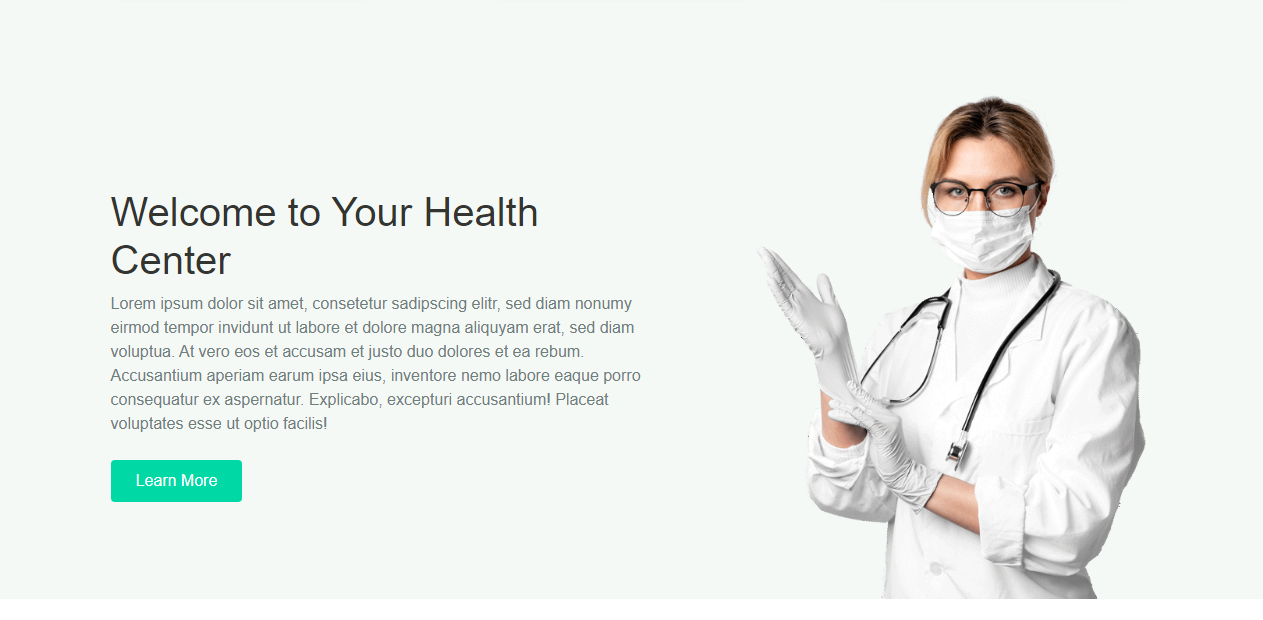 Welcome to Your Health
Center
Lorem ipsum dolor sit amet, consetetur sadipscing elitr, sed diam nonumy
eirmod tempor invidunt ut labore et dolore magna aliquyam erat, sed diam
voluptua. At vero eos et accusam et justo duo dolores et ea rebum.
Accusantium aperiam earum ipsa eius, inventore nemo labore eaque porro
consequatur ex aspernatur. Explicabo, excepturi accusantium! Placeat
voluptates esse ut optio facilis!
Learn More